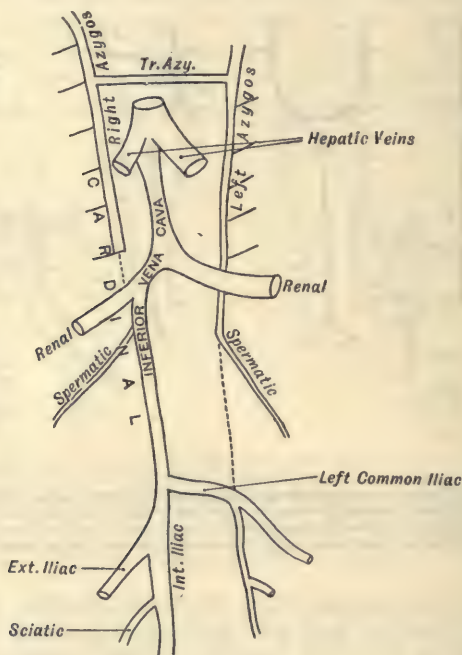 Azygos
Tr. Azy.
Right
Azygos
Left
Hepatic Veins
CARDINAL
INFERIOR VENA CAVA
Renal
Renal
Spermatic
Spermatic
Left Common Iliac
Ext. Iliac
Int. Iliac
Sciatic